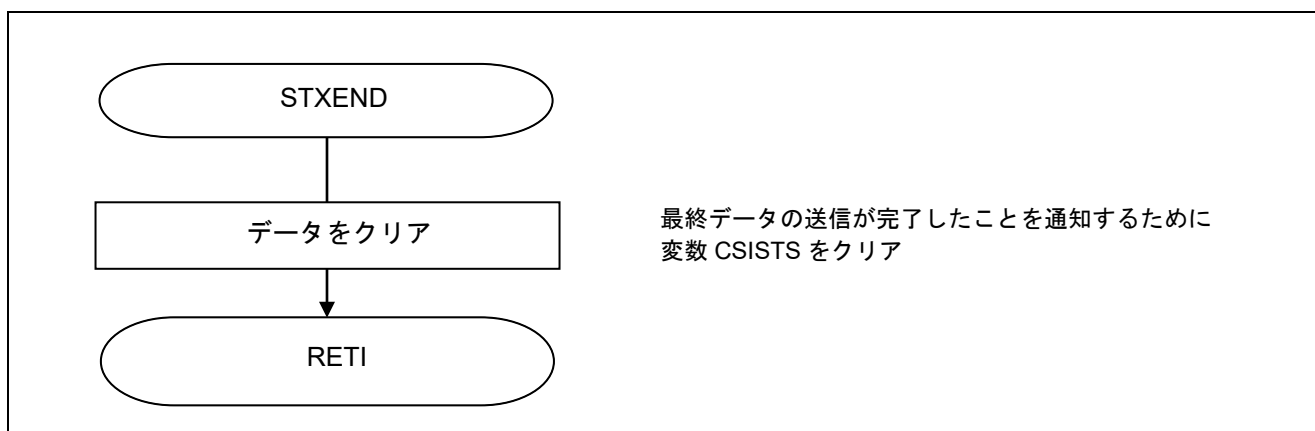 STXEND
データをクリア
最終データの送信が完了したことを通知するために
変数 CSISTS をクリア
RETI